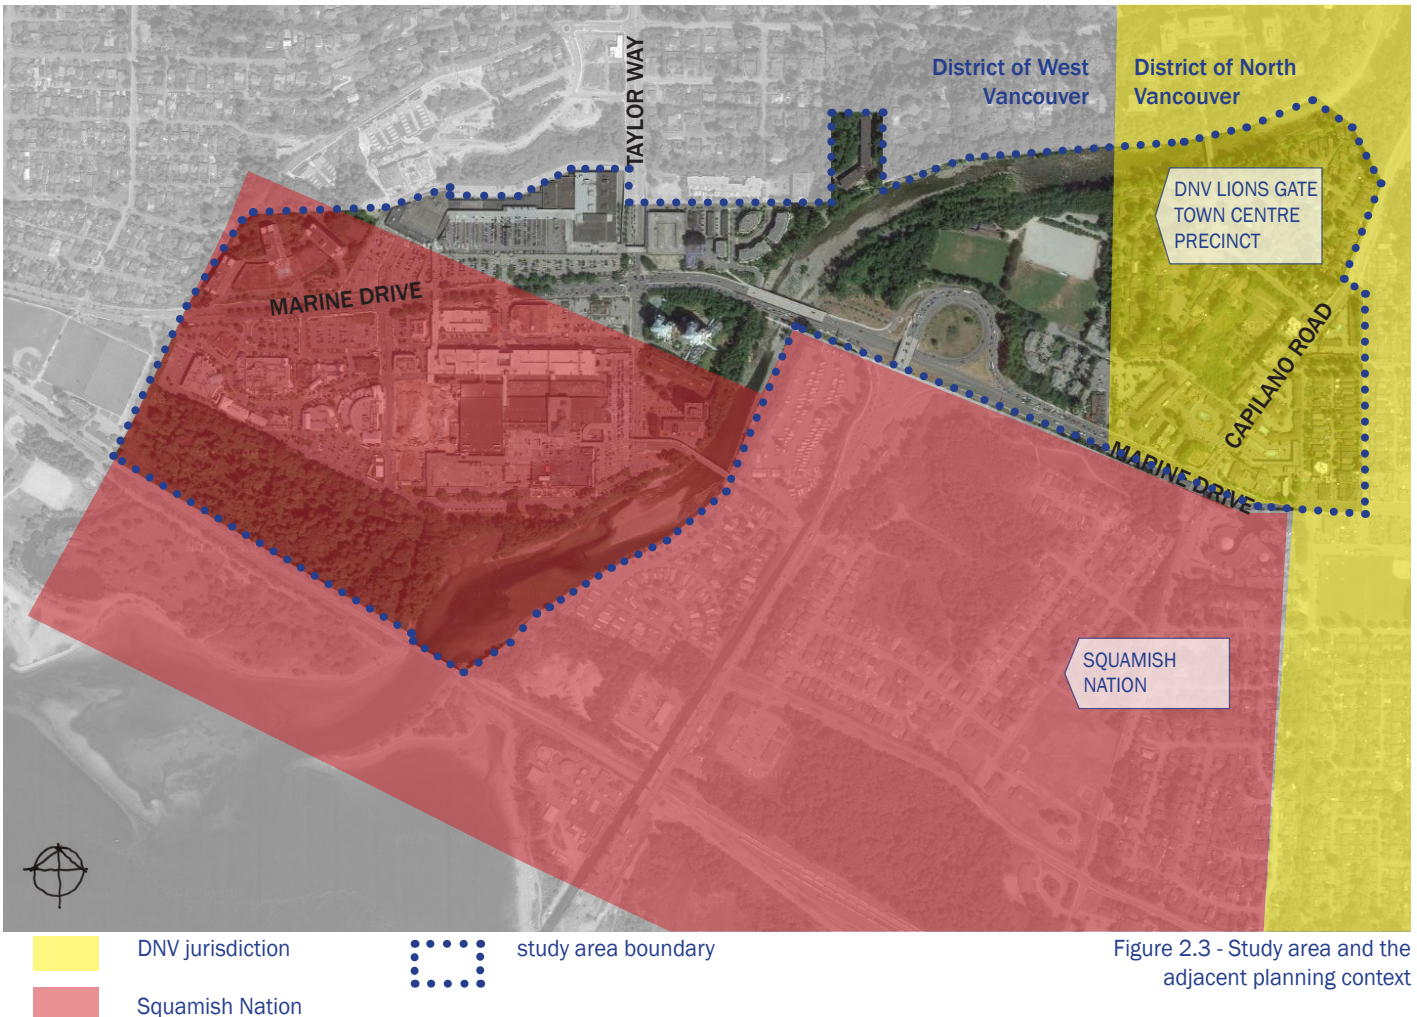 TAYLOR WAY
District of West
Vancouver
District of North
Vancouver
DNV LIONS GATE
TOWN CENTRE
PRECINCT
MARINE DRIVE
CAPILANO ROAD
MARINE DRIVE
SQUAMISH
NATION
DNV jurisdiction
study area boundary
Squamish Nation
Figure 2.3 - Study area and the
adjacent planning context